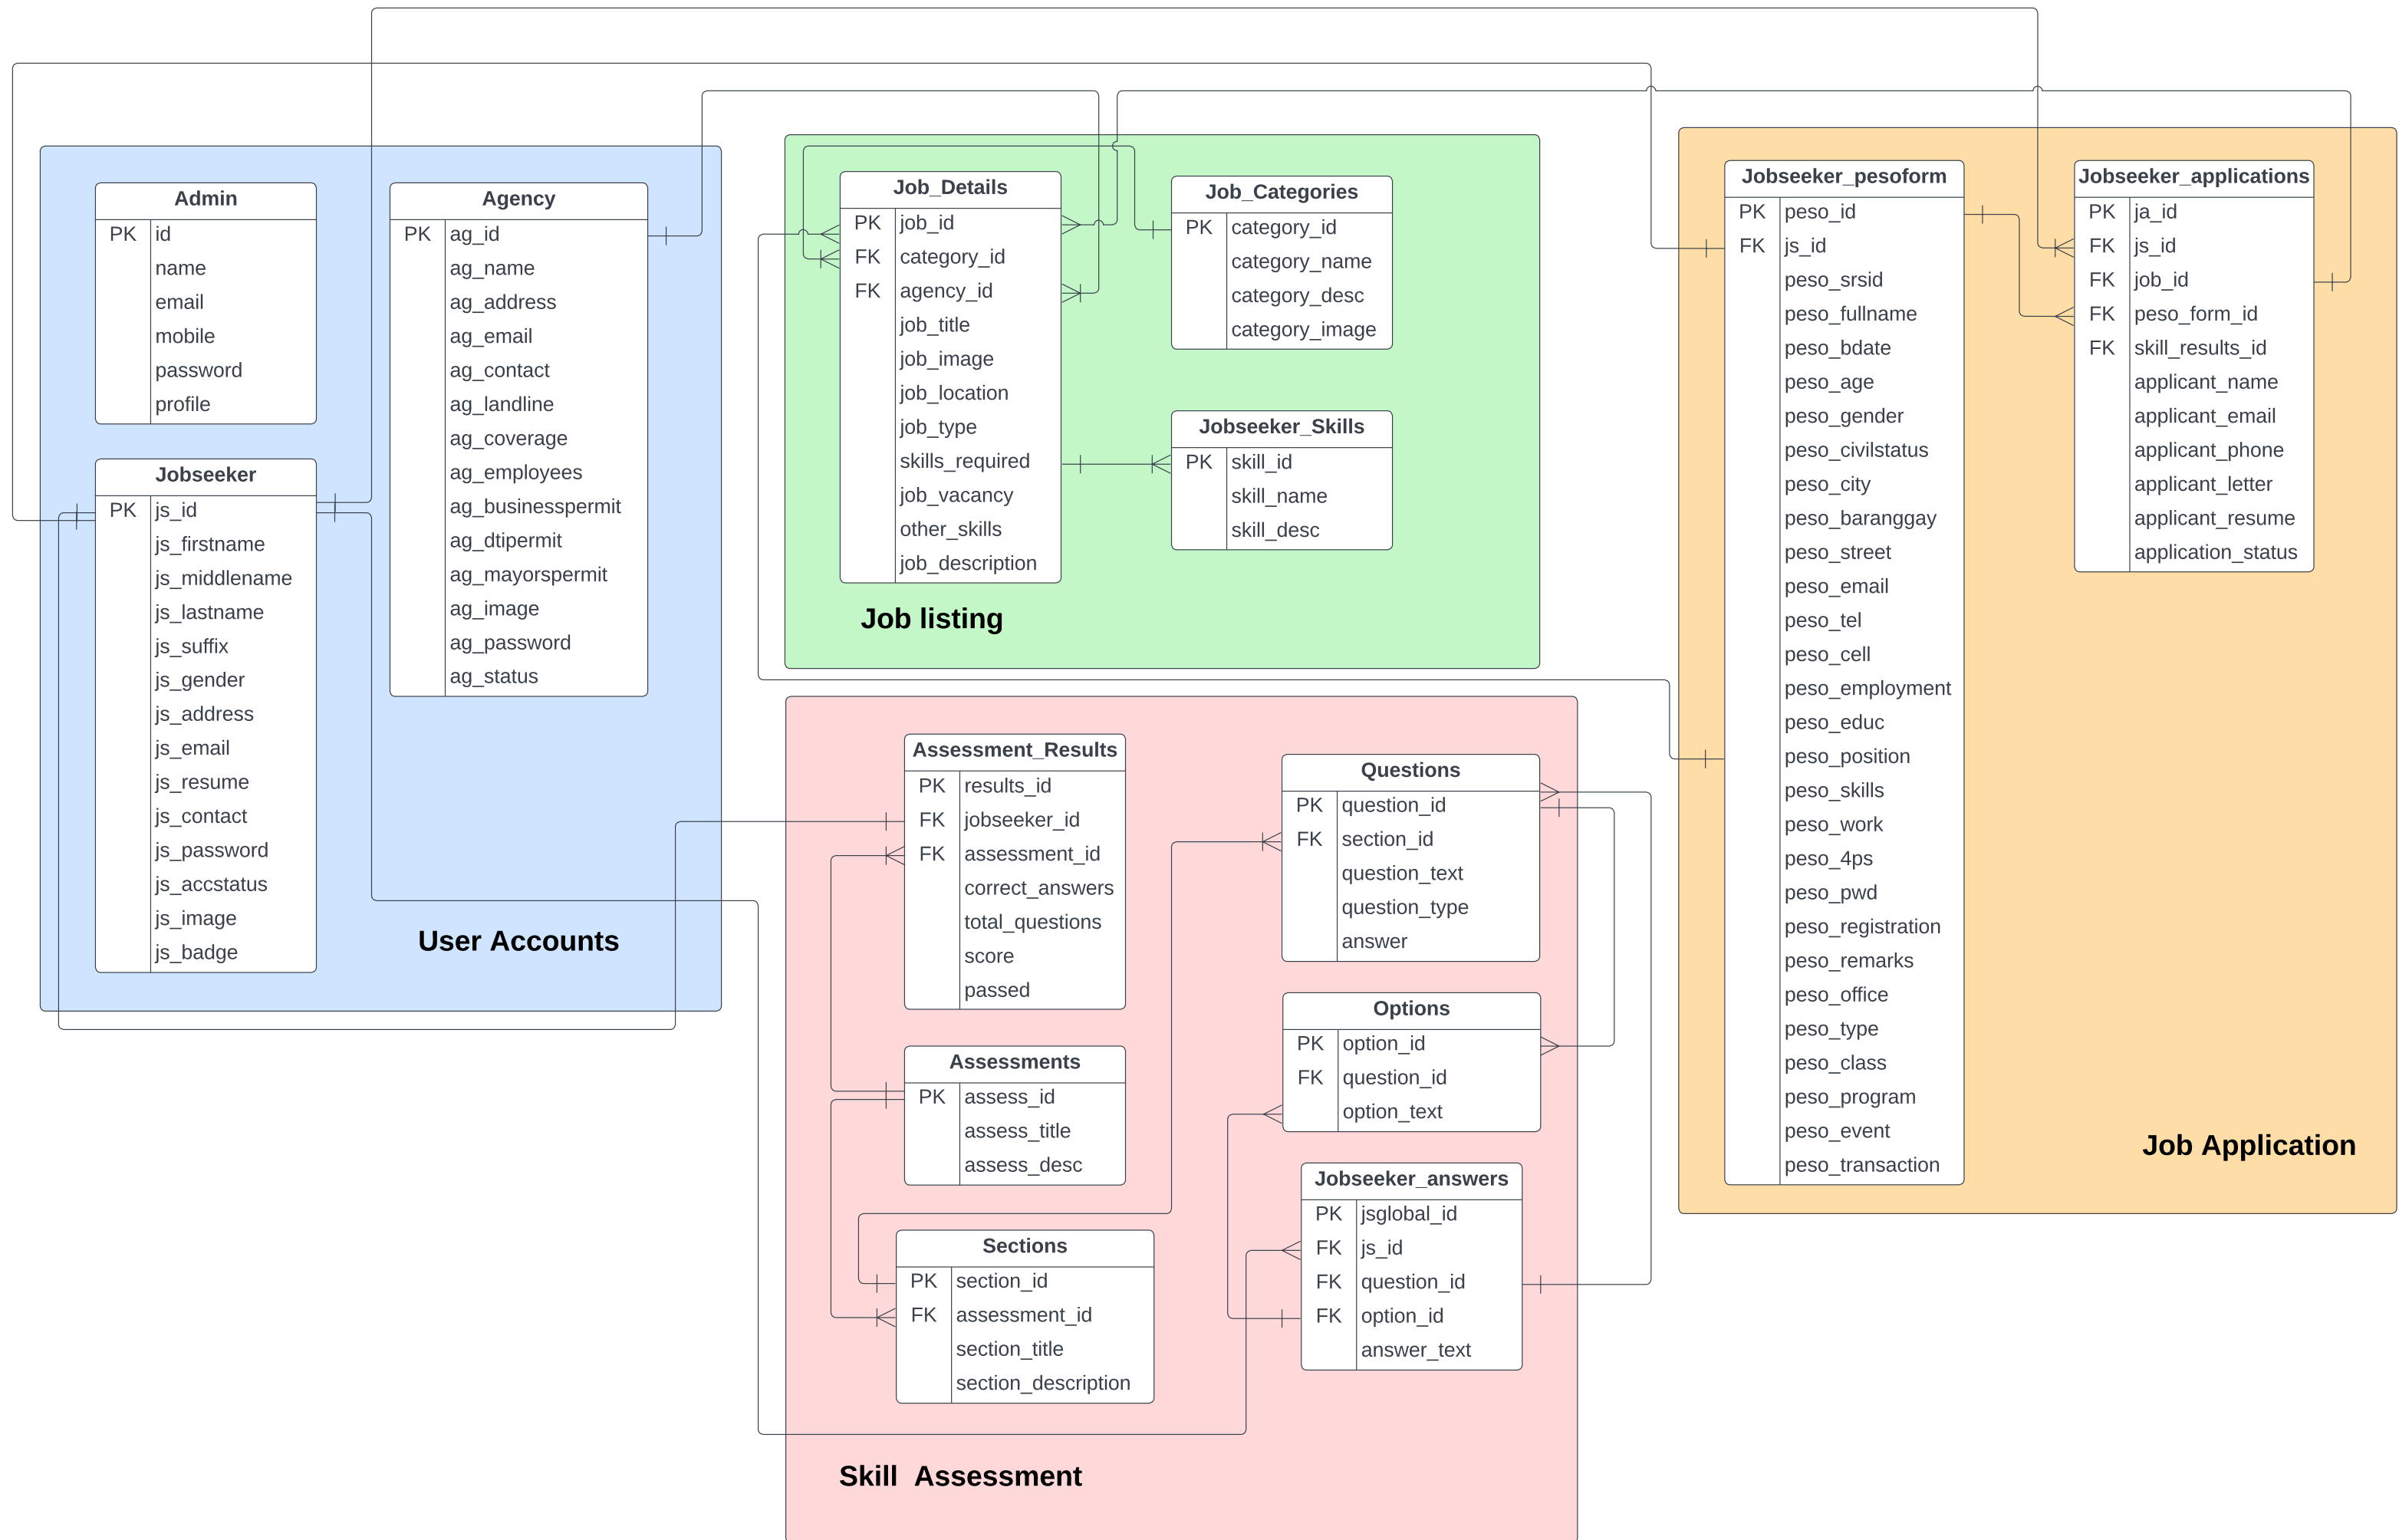 Admin
PK id
name
email
mobile
password
profile
Agency
PK ag_id
ag_name
ag_address
ag_email
ag_contact
ag_landline
ag_coverage
ag_employees
ag_businesspermit
ag_dtipermit
ag_mayorspermit
ag_image
ag_password
ag_status
Jobseeker
PK js_id
js_firstname
js_middlename
js_lastname
js_suffix
js_gender
js_address
js_email
js_resume
js_contact
js_password
js_accstatus
js_image
js_badge
User Accounts
Job_Details
PK job_id
FK category_id
FK agency_id
job_title
job_image
job_location
job_type
skills_required
job_vacancy
other_skills
job_description
Job_Categories
PK category_id
category_name
category_desc
category_image
Jobseeker_Skills
PK skill_id
skill_name
skill_desc
Job listing
Assessment_Results
PK results_id
FK jobseeker_id
FK assessment_id
correct_answers
total_questions
score
passed
Assessments
PK assess_id
assess_title
assess_desc
Sections
PK section_id
FK assessment_id
section_title
section_description
Questions
PK question_id
FK section_id
question_text
question_type
answer
Options
PK option_id
FK question_id
option_text
Jobseeker_answers
PK jsglobal_id
FK js_id
FK question_id
FK option_id
answer_text
Skill Assessment
Jobseeker_pesoform
PK peso_id
FK js_id
peso_srsid
peso_fullname
peso_bdate
peso_age
peso_gender
peso_civilstatus
peso_city
peso_baranggay
peso_street
peso_email
peso_tel
peso_cell
peso_employment
peso_educ
peso_position
peso_skills
peso_work
peso_4ps
peso_pwd
peso_registration
peso_remarks
peso_office
peso_type
peso_class
peso_program
peso_event
peso_transaction
Jobseeker_applications
PK ja_id
FK js_id
FK job_id
FK peso_form_id
FK skill_results_id
applicant_name
applicant_email
applicant_phone
applicant_letter
applicant_resume
application_status
Job Application